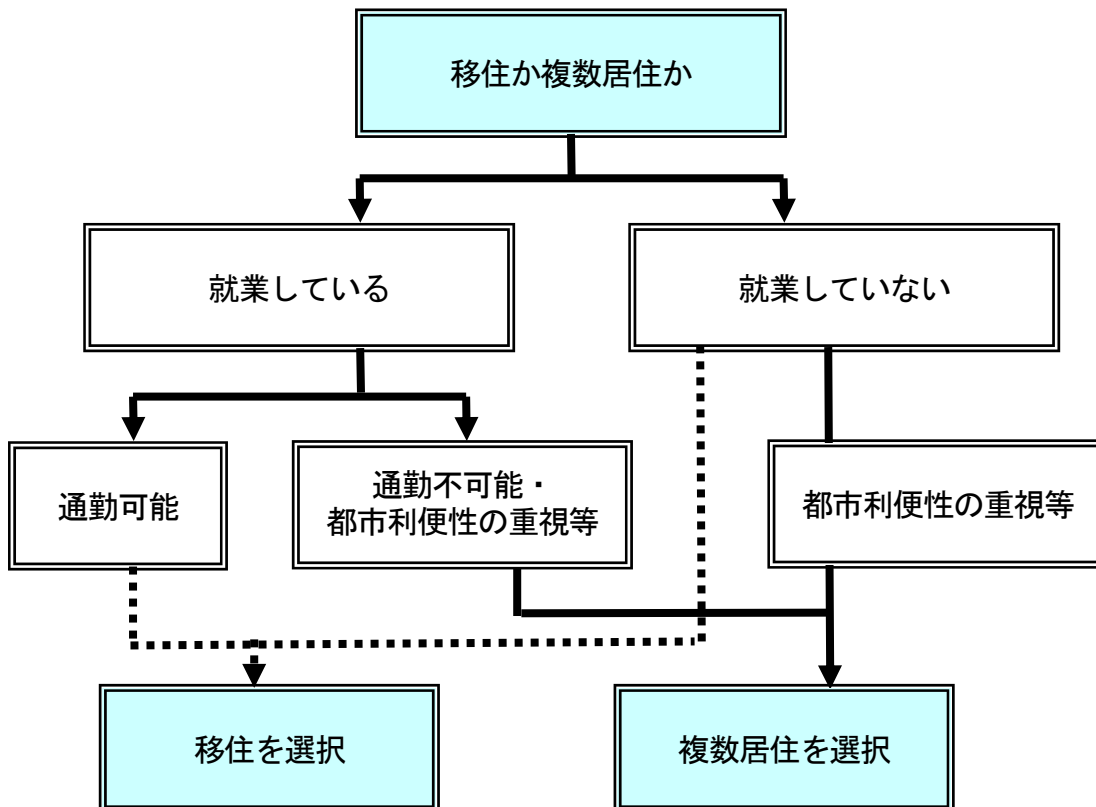 移住か複数居住か
就業している
就業していない
通勤可能
通勤不可能・
都市利便性の重視等
都市利便性の重視等
移住を選択
複数居住を選択